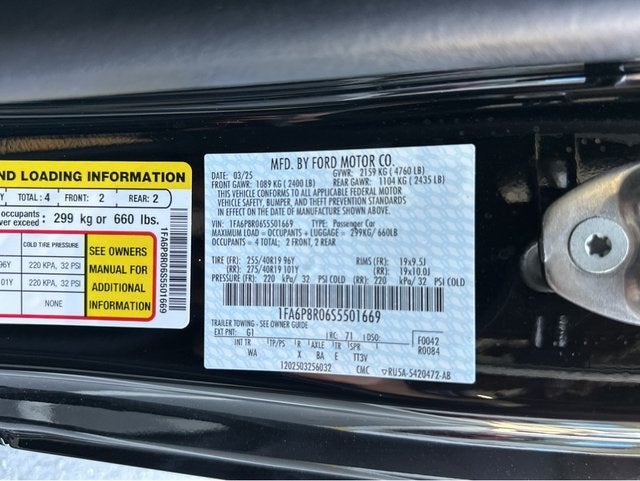 ND LOADING INFORMATION
Y TOTAL: 4 FRONT: 2 REAR: 2
occupants : 299 kg or 660 lbs.
er exceed :
COLD TIRE PRESSURE
96Y 220 KPA, 32 PSI
01Y 220 KPA, 32 PSI
NONE
SEE OWNERS
MANUAL FOR
ADDITIONAL
INFORMATION
1FA6P8R06S5501669
MFD. BY FORD MOTOR CO.
DATE: 03/25 GVWR: 2159 KG ( 4760 LB)
FRONT GAWR: 1089 KG ( 2400 LB) REAR GAWR: 1104 KG ( 2435 LB)
THIS VEHICLE CONFORMS TO ALL APPLICABLE FEDERAL MOTOR
VEHICLE SAFETY, BUMPER, AND THEFT PREVENTION STANDARDS
IN EFFECT ON THE DATE OF MANUFACTURE SHOWN ABOVE.
VIN: 1FA6P8R06S5501669 TYPE: Passenger Car
MAXIMUM LOAD = OCCUPANTS + LUGGAGE = 299KG/ 660LB
OCCUPANTS = 4 TOTAL: 2 FRONT, 2 REAR
TIRE (FR): 255/40R19 96Y RIMS (FR): 19x9.5J
(RR): 275/40R19 101Y (RR): 19x10.0J
PRESSURE (FR): 220 kPa/ 32 PSI COLD (RR): 220 kPa/ 32 PSI COLD
1FA6P8R06S5501669
TRAILER TOWING - SEE OWNER GUIDE
EXT PNT: G1 RC: 71 DSO:
INT TR TP/PS R AXLE TR SPR F0042
WA X BA E TT3V R0084
1202503256032 CMC ▽RU5A-5420472-AB